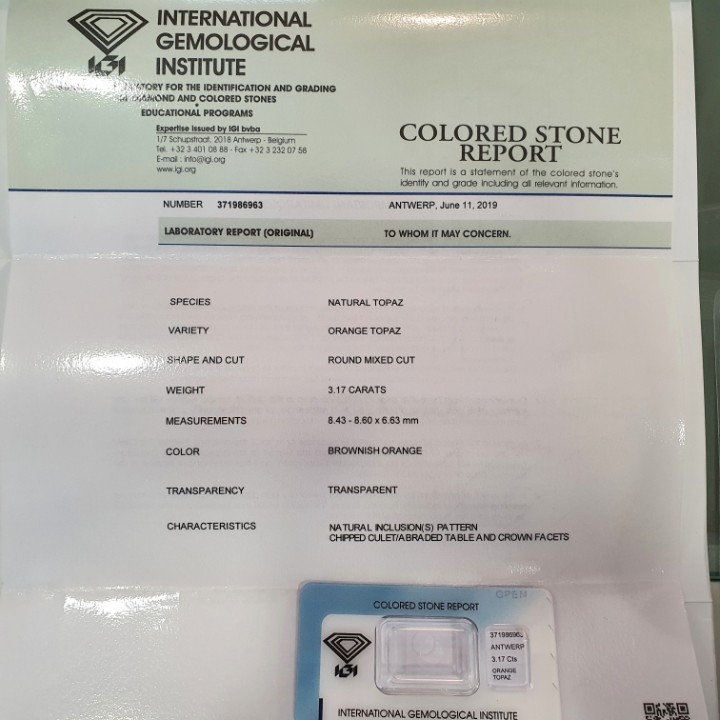 INTERNATIONAL
GEMOLOGICAL
INSTITUTE
IGI
FOR THE IDENTIFICATION AND GRADING
DIAMOND AND COLORED STONES
EDUCATIONAL PROGRAMS
Expertise issued by IGI bvba
1/7 Schupstraat, 2018 Antwerp - Belgium
Tel. +32 3 401 08 88 - Fax +32 3 232 07 58
E-mail : info@igi.org
www.igi.org
COLORED STONE
REPORT
This report is a statement of the colored stone's
identity and grade including all relevant information.
NUMBER 371986963 ANTWERP, June 11, 2019
LABORATORY REPORT (ORIGINAL) TO WHOM IT MAY CONCERN.
SPECIES NATURAL TOPAZ
VARIETY ORANGE TOPAZ
SHAPE AND CUT ROUND MIXED CUT
WEIGHT 3.17 CARATS
MEASUREMENTS 8.43 - 8.60 x 6.63 mm
COLOR BROWNISH ORANGE
TRANSPARENCY TRANSPARENT
CHARACTERISTICS NATURAL INCLUSION(S) PATTERN
CHIPPED CULET/ABRADED TABLE AND CROWN FACETS
OPEN
COLORED STONE REPORT
IGI
371986963
ANTWERP
3.17 Cts
ORANGE
TOPAZ
INTERNATIONAL GEMOLOGICAL INSTITUTE